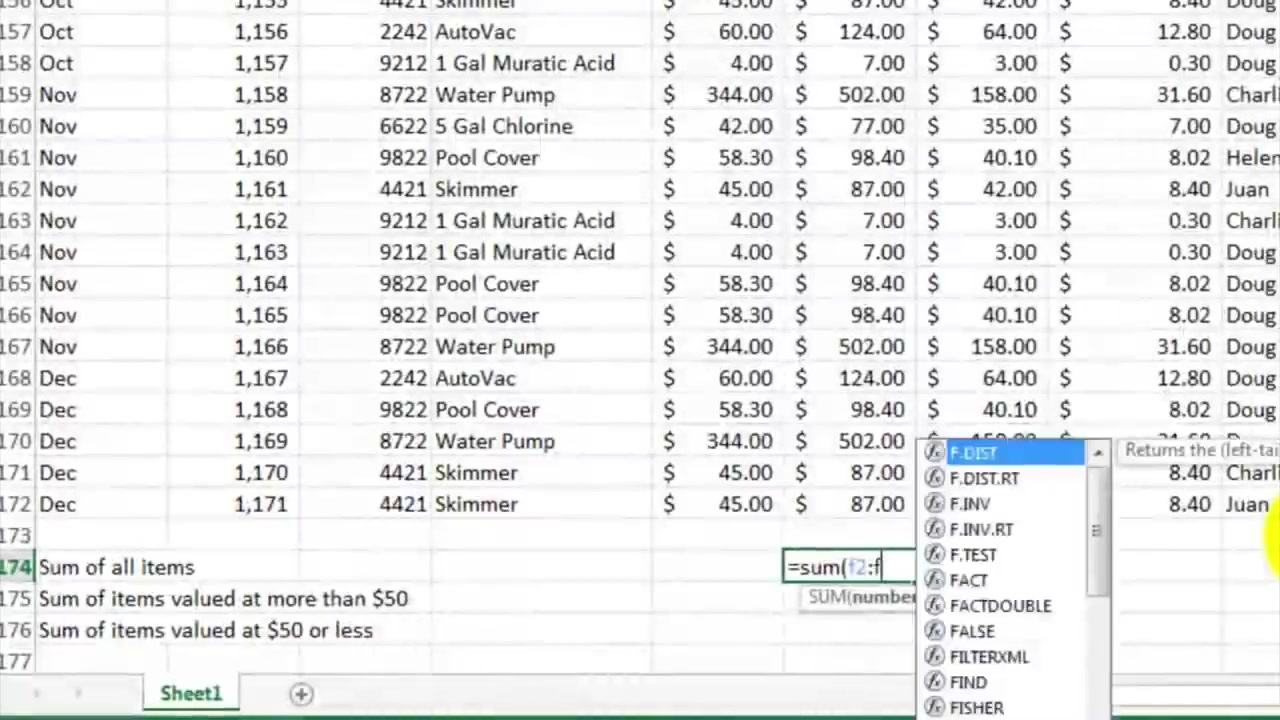 156 Oct 1,155 4421 Skimmer $ 45.00 $ 87.00 $ 42.00 $ 8.40 Doug
157 Oct 1,156 2242 AutoVac $ 60.00 $ 124.00 $ 64.00 $ 12.80 Doug
158 Oct 1,157 9212 1 Gal Muratic Acid $ 4.00 $ 7.00 $ 3.00 $ 0.30 Doug
159 Nov 1,158 8722 Water Pump $ 344.00 $ 502.00 $ 158.00 $ 31.60 Charli
160 Nov 1,159 6622 5 Gal Chlorine $ 42.00 $ 77.00 $ 35.00 $ 7.00 Doug
161 Nov 1,160 9822 Pool Cover $ 58.30 $ 98.40 $ 40.10 $ 8.02 Helen
162 Nov 1,161 4421 Skimmer $ 45.00 $ 87.00 $ 42.00 $ 8.40 Juan
163 Nov 1,162 9212 1 Gal Muratic Acid $ 4.00 $ 7.00 $ 3.00 $ 0.30 Charli
164 Nov 1,163 9212 1 Gal Muratic Acid $ 4.00 $ 7.00 $ 3.00 $ 0.30 Doug
165 Nov 1,164 9822 Pool Cover $ 58.30 $ 98.40 $ 40.10 $ 8.02 Doug
166 Nov 1,165 9822 Pool Cover $ 58.30 $ 98.40 $ 40.10 $ 8.02 Doug
167 Nov 1,166 8722 Water Pump $ 344.00 $ 502.00 $ 158.00 $ 31.60 Doug
168 Dec 1,167 2242 AutoVac $ 60.00 $ 124.00 $ 64.00 $ 12.80 Doug
169 Dec 1,168 9822 Pool Cover $ 58.30 $ 98.40 $ 40.10 $ 8.02 Doug
170 Dec 1,169 8722 Water Pump $ 344.00 $ 502.00
171 Dec 1,170 4421 Skimmer $ 45.00 $ 87.00 8.40 Charli
172 Dec 1,171 4421 Skimmer $ 45.00 $ 87.00 8.40 Juan
173
174 Sum of all items =sum(f2:f
175 Sum of items valued at more than $50 SUM(number
176 Sum of items valued at $50 or less
177
F.DIST Returns the (left-tai
F.DIST.RT
F.INV
F.INV.RT
F.TEST
FACT
FACTDOUBLE
FALSE
FILTERXML
FIND
FISHER
Sheet1